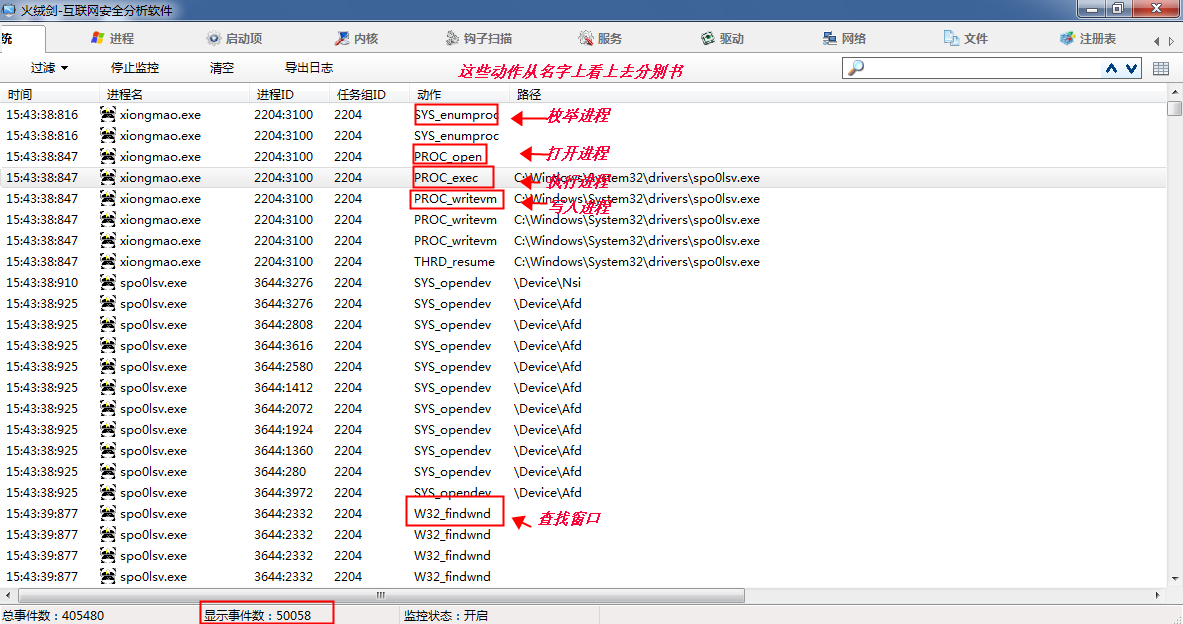 火绒剑-互联网安全分析软件
统 进程 启动项 内核 钩子扫描 服务 驱动 网络 文件 注册表
过滤 停止监控 清空 导出日志 这些动作从名字上看上去分别书
时间 进程名 进程ID 任务组ID 动作 路径
15:43:38:816 xiongmao.exe 2204:3100 2204 SYS_enumproc 枚举进程
15:43:38:816 xiongmao.exe 2204:3100 2204 SYS_enumproc
15:43:38:847 xiongmao.exe 2204:3100 2204 PROC_open 打开进程
15:43:38:847 xiongmao.exe 2204:3100 2204 PROC_exec C:\Windows\System32\drivers\spo0lsv.exe 执行进程
15:43:38:847 xiongmao.exe 2204:3100 2204 PROC_writevm C:\Windows\System32\drivers\spo0lsv.exe 写入进程
15:43:38:847 xiongmao.exe 2204:3100 2204 PROC_writevm C:\Windows\System32\drivers\spo0lsv.exe
15:43:38:847 xiongmao.exe 2204:3100 2204 PROC_writevm C:\Windows\System32\drivers\spo0lsv.exe
15:43:38:847 xiongmao.exe 2204:3100 2204 THRD_resume C:\Windows\System32\drivers\spo0lsv.exe
15:43:38:910 spo0lsv.exe 3644:3276 2204 SYS_opendev \Device\Nsi
15:43:38:925 spo0lsv.exe 3644:3276 2204 SYS_opendev \Device\Afd
15:43:38:925 spo0lsv.exe 3644:2808 2204 SYS_opendev \Device\Afd
15:43:38:925 spo0lsv.exe 3644:3616 2204 SYS_opendev \Device\Afd
15:43:38:925 spo0lsv.exe 3644:2580 2204 SYS_opendev \Device\Afd
15:43:38:925 spo0lsv.exe 3644:1412 2204 SYS_opendev \Device\Afd
15:43:38:925 spo0lsv.exe 3644:2072 2204 SYS_opendev \Device\Afd
15:43:38:925 spo0lsv.exe 3644:1924 2204 SYS_opendev \Device\Afd
15:43:38:925 spo0lsv.exe 3644:1360 2204 SYS_opendev \Device\Afd
15:43:38:925 spo0lsv.exe 3644:280 2204 SYS_opendev \Device\Afd
15:43:38:925 spo0lsv.exe 3644:3972 2204 SYS_opendev \Device\Afd
15:43:39:877 spo0lsv.exe 3644:2332 2204 W32_findwnd 查找窗口
15:43:39:877 spo0lsv.exe 3644:2332 2204 W32_findwnd
15:43:39:877 spo0lsv.exe 3644:2332 2204 W32_findwnd
15:43:39:877 spo0lsv.exe 3644:2332 2204 W32_findwnd
总事件数：405480 显示事件数：50058 监控状态：开启